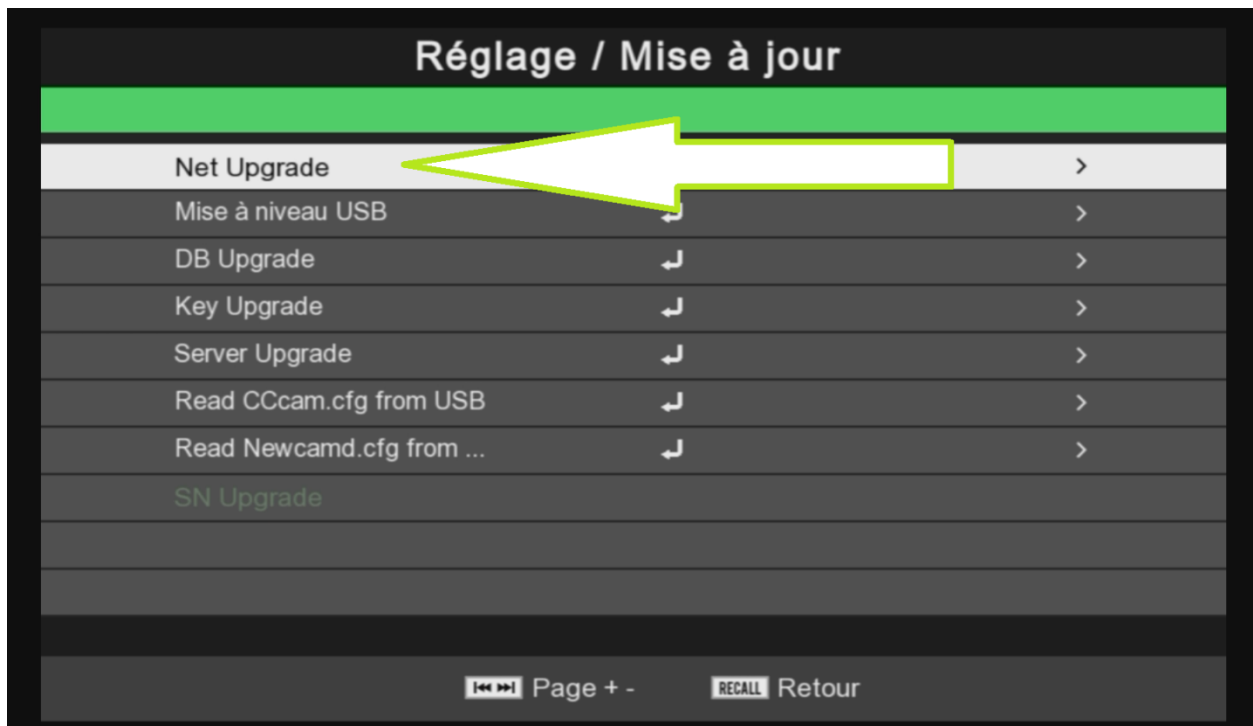 Réglage / Mise à jour
Net Upgrade
Mise à niveau USB
DB Upgrade
Key Upgrade
Server Upgrade
Read CCcam.cfg from USB
Read Newcamd.cfg from ...
SN Upgrade
Page + - RECALL Retour